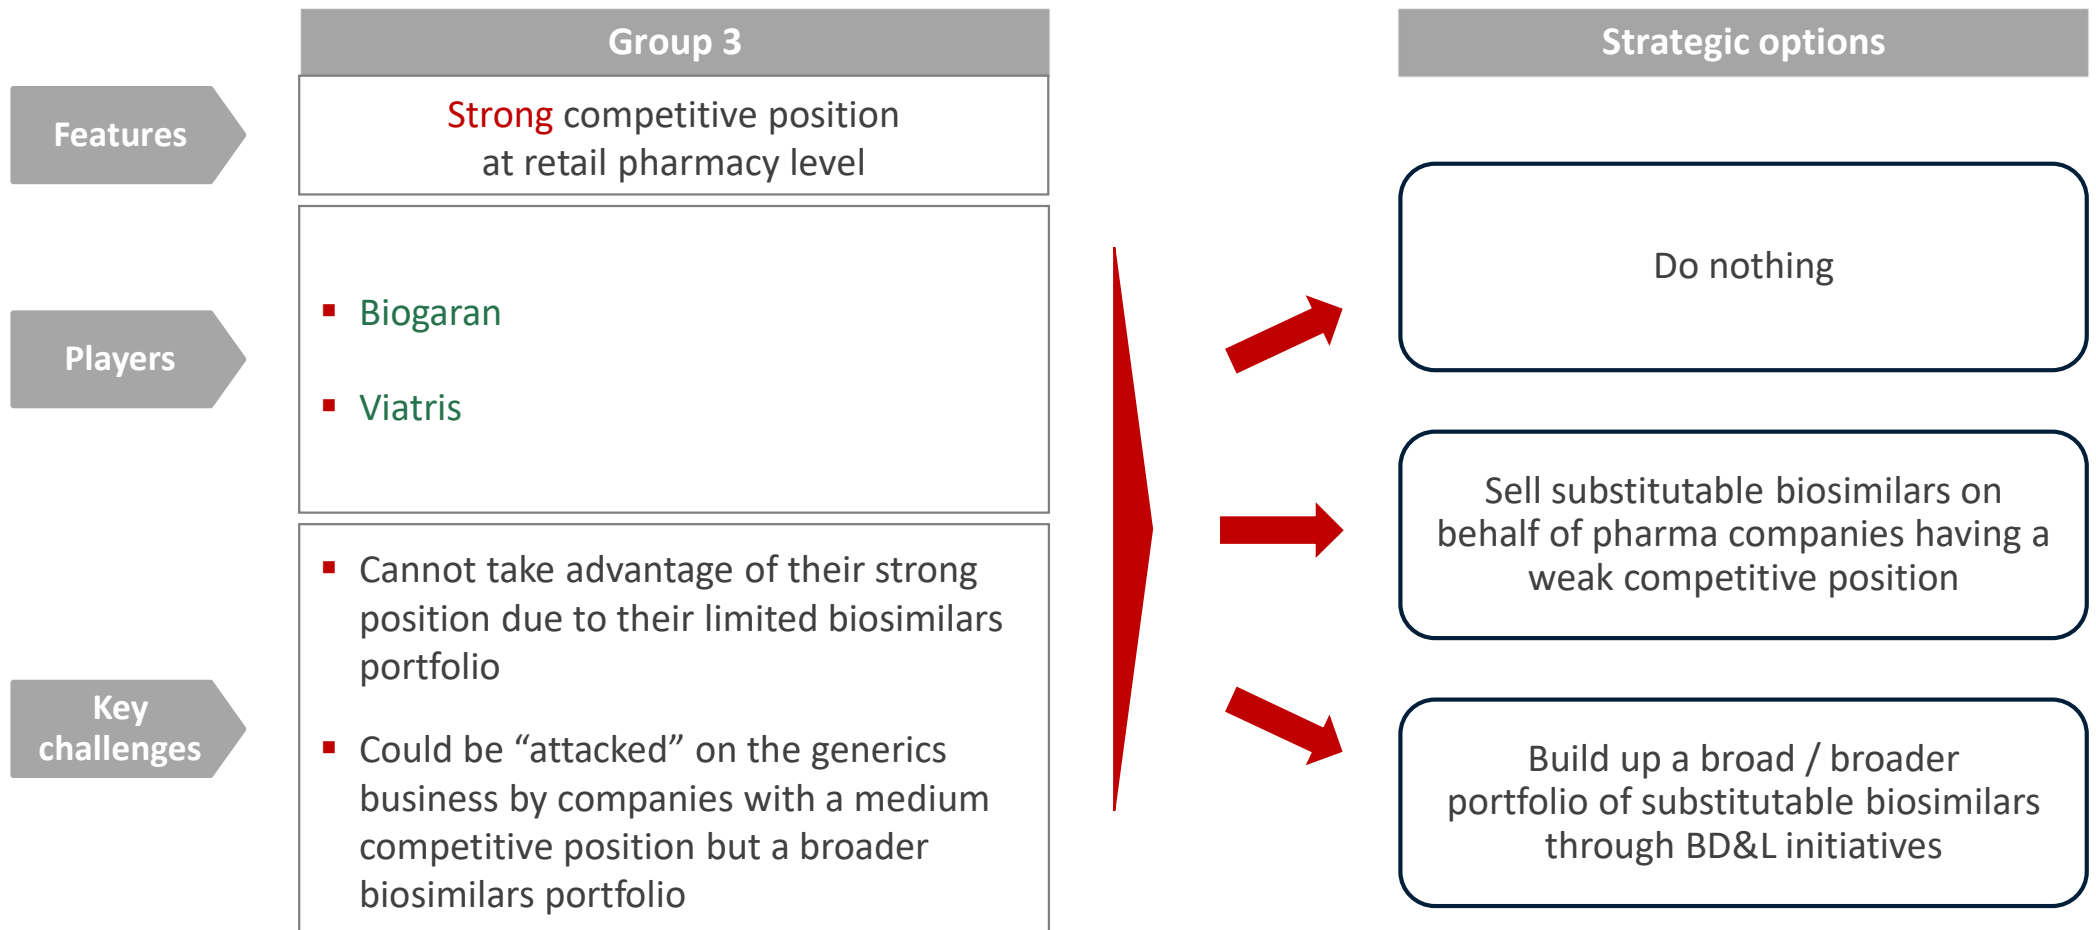 Group 3
Strategic options
Features
Strong competitive position
at retail pharmacy level
Players
▪ Biogaran
▪ Viatris
Key
challenges
▪ Cannot take advantage of their strong
position due to their limited biosimilars
portfolio
▪ Could be “attacked” on the generics
business by companies with a medium
competitive position but a broader
biosimilars portfolio
Do nothing
Sell substitutable biosimilars on
behalf of pharma companies having a
weak competitive position
Build up a broad / broader
portfolio of substitutable biosimilars
through BD&L initiatives